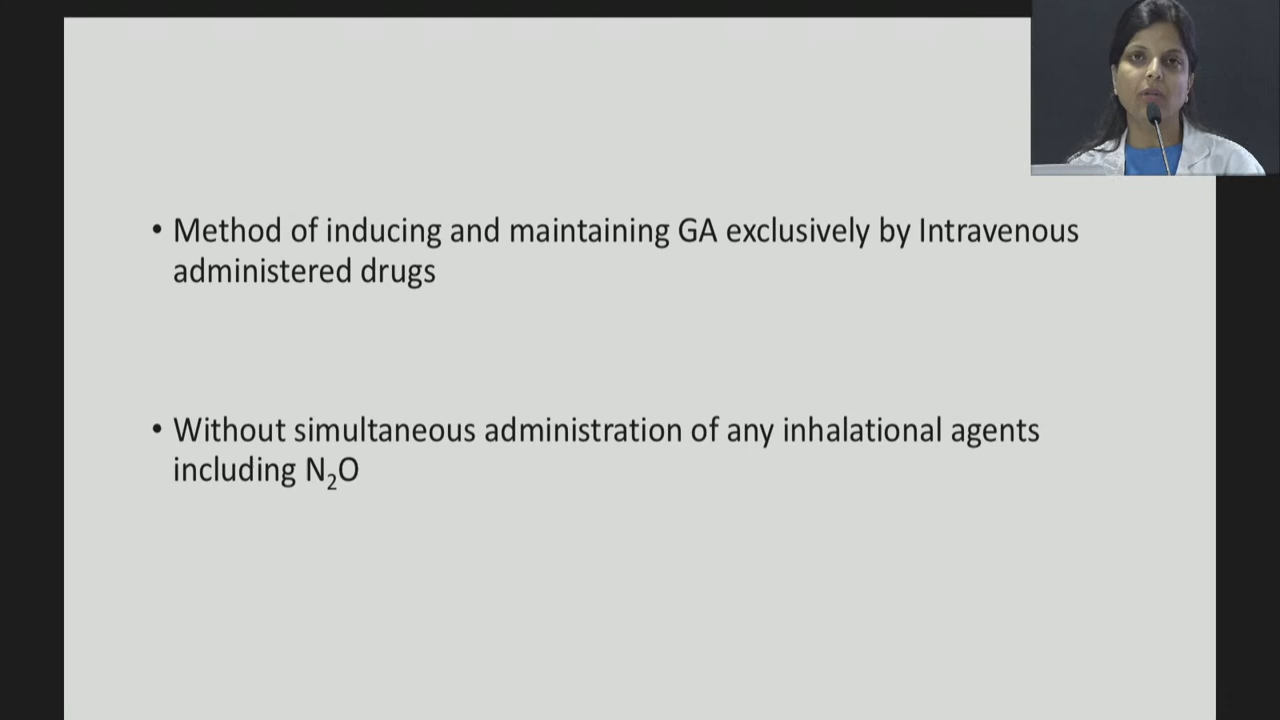 • Method of inducing and maintaining GA exclusively by Intravenous
administered drugs
• Without simultaneous administration of any inhalational agents
including N₂O